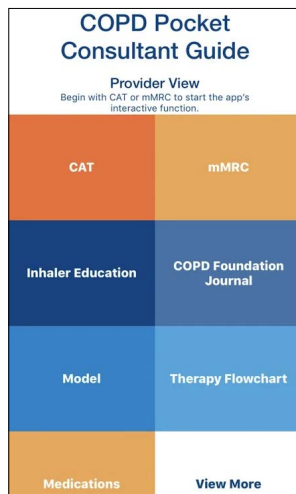 COPD Pocket
Consultant Guide
Provider View
Begin with CAT or mMRC to start the app's
interactive function.
CAT
mMRC
Inhaler Education
COPD Foundation
Journal
Model
Therapy Flowchart
Medications
View More